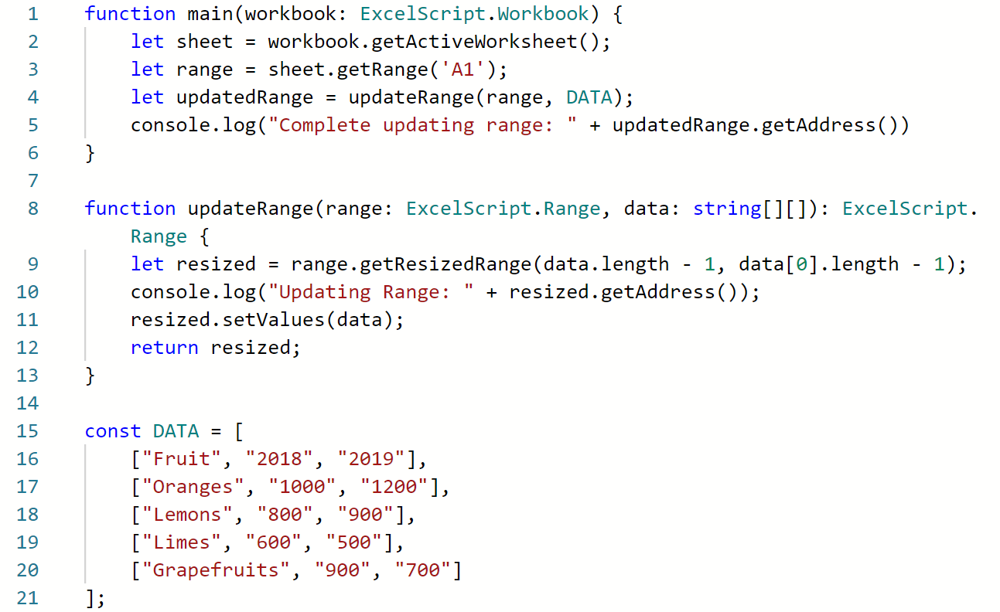 1 function main(workbook: ExcelScript.Workbook) {
2     let sheet = workbook.getActiveWorksheet();
3     let range = sheet.getRange('A1');
4     let updatedRange = updateRange(range, DATA);
5     console.log("Complete updating range: " + updatedRange.getAddress())
6 }
7
8 function updateRange(range: ExcelScript.Range, data: string[][]): ExcelScript.
    Range {
9     let resized = range.getResizedRange(data.length - 1, data[0].length - 1);
10     console.log("Updating Range: " + resized.getAddress());
11     resized.setValues(data);
12     return resized;
13 }
14
15 const DATA = [
16     ["Fruit", "2018", "2019"],
17     ["Oranges", "1000", "1200"],
18     ["Lemons", "800", "900"],
19     ["Limes", "600", "500"],
20     ["Grapefruits", "900", "700"]
21 ];